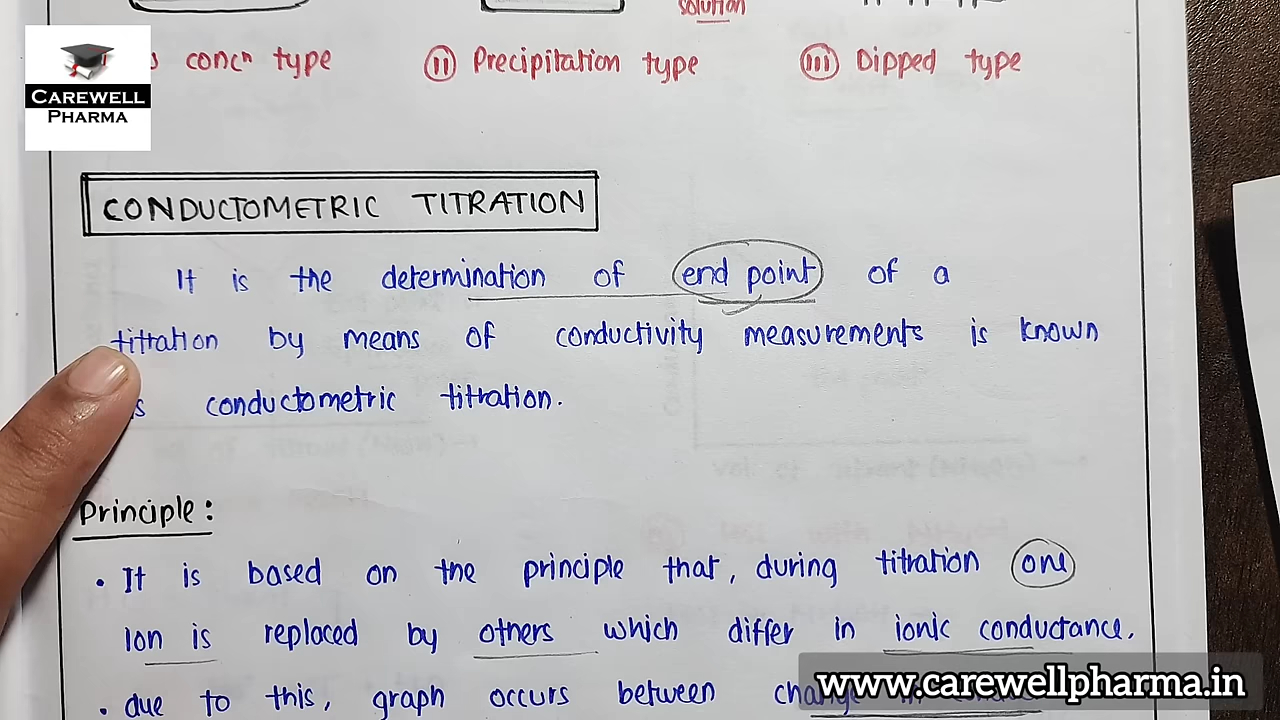 solution
concⁿ type
(II) Precipitation type
(III) Dipped type
CAREWELL
PHARMA
CONDUCTOMETRIC TITRATION
It is the determination of end point of a
titration by means of conductivity measurements is known
conductometric titration.
Principle:
• It is based on the principle that, during titration one
Ion is replaced by others which differ in ionic conductance.
• due to this, graph occurs between change in
www.carewellpharma.in